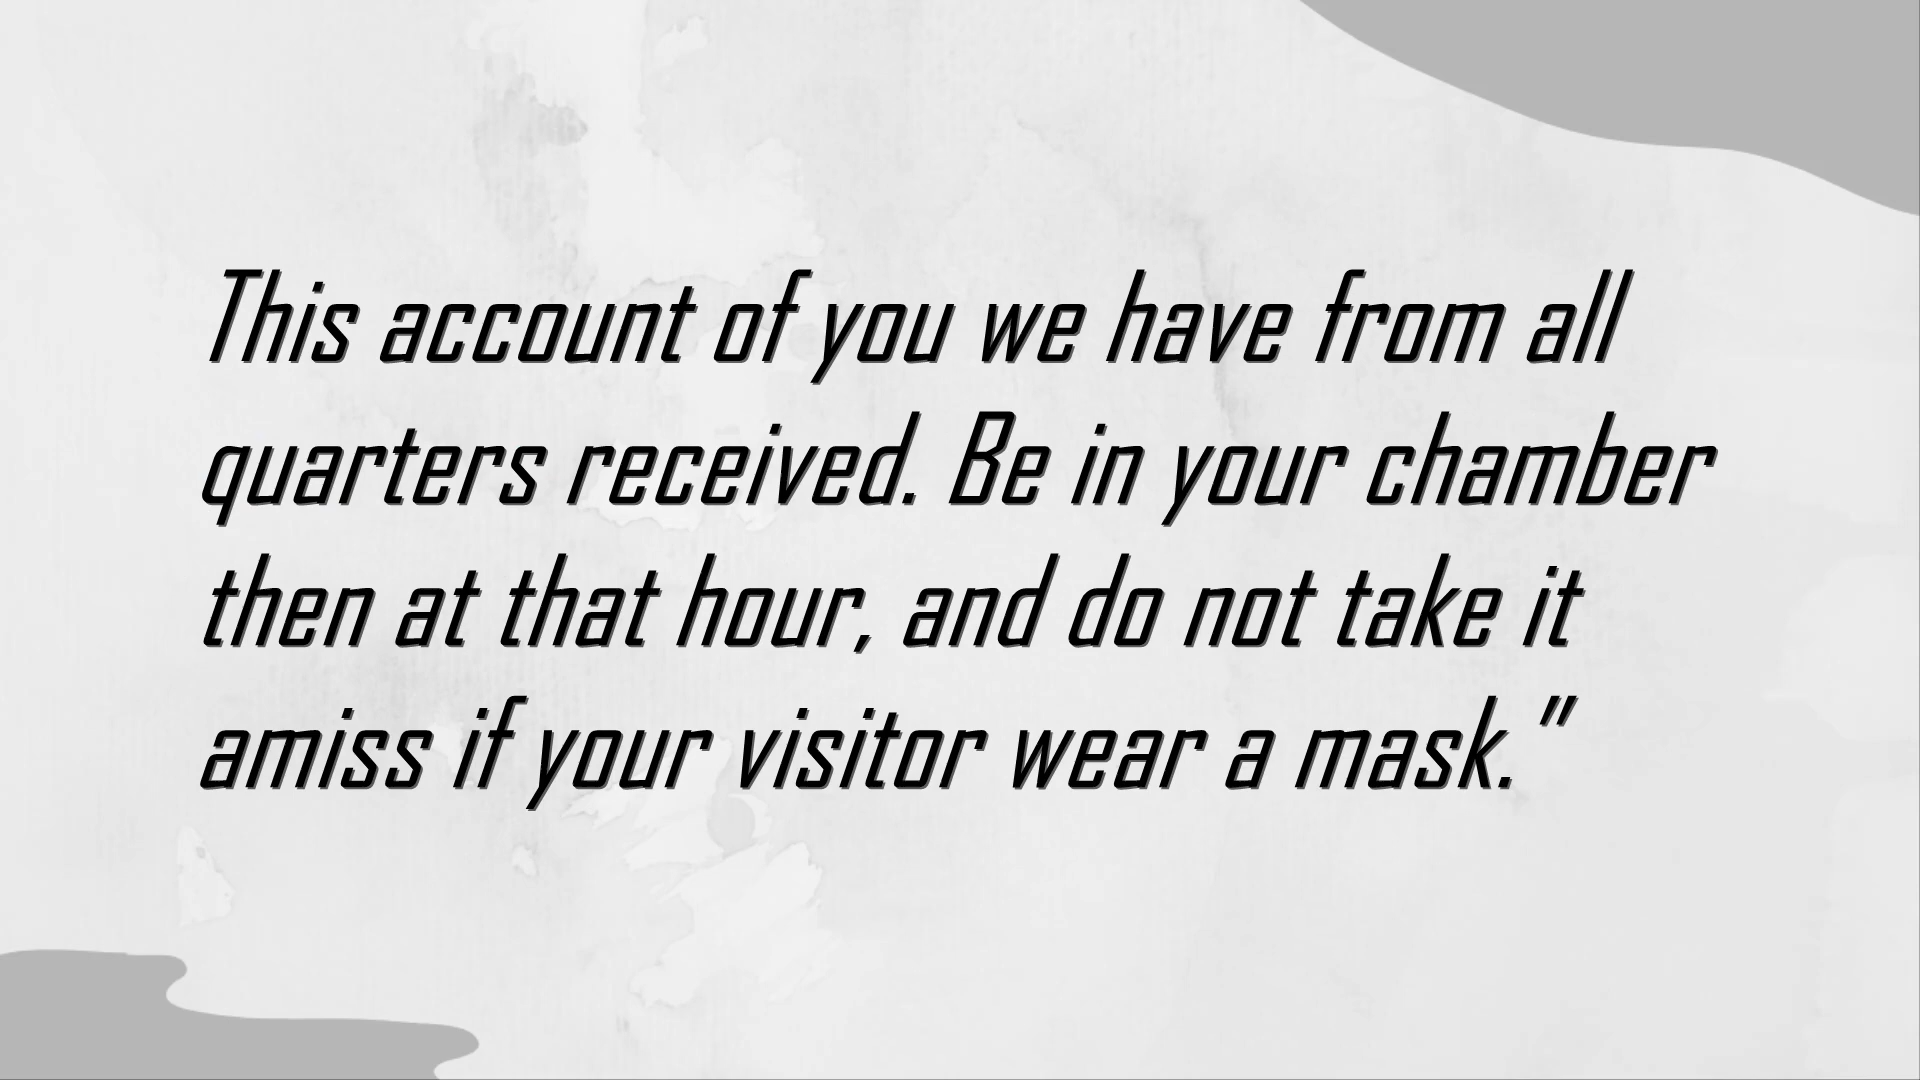 This account of you we have from all
quarters received. Be in your chamber
then at that hour, and do not take it
amiss if your visitor wear a mask.”